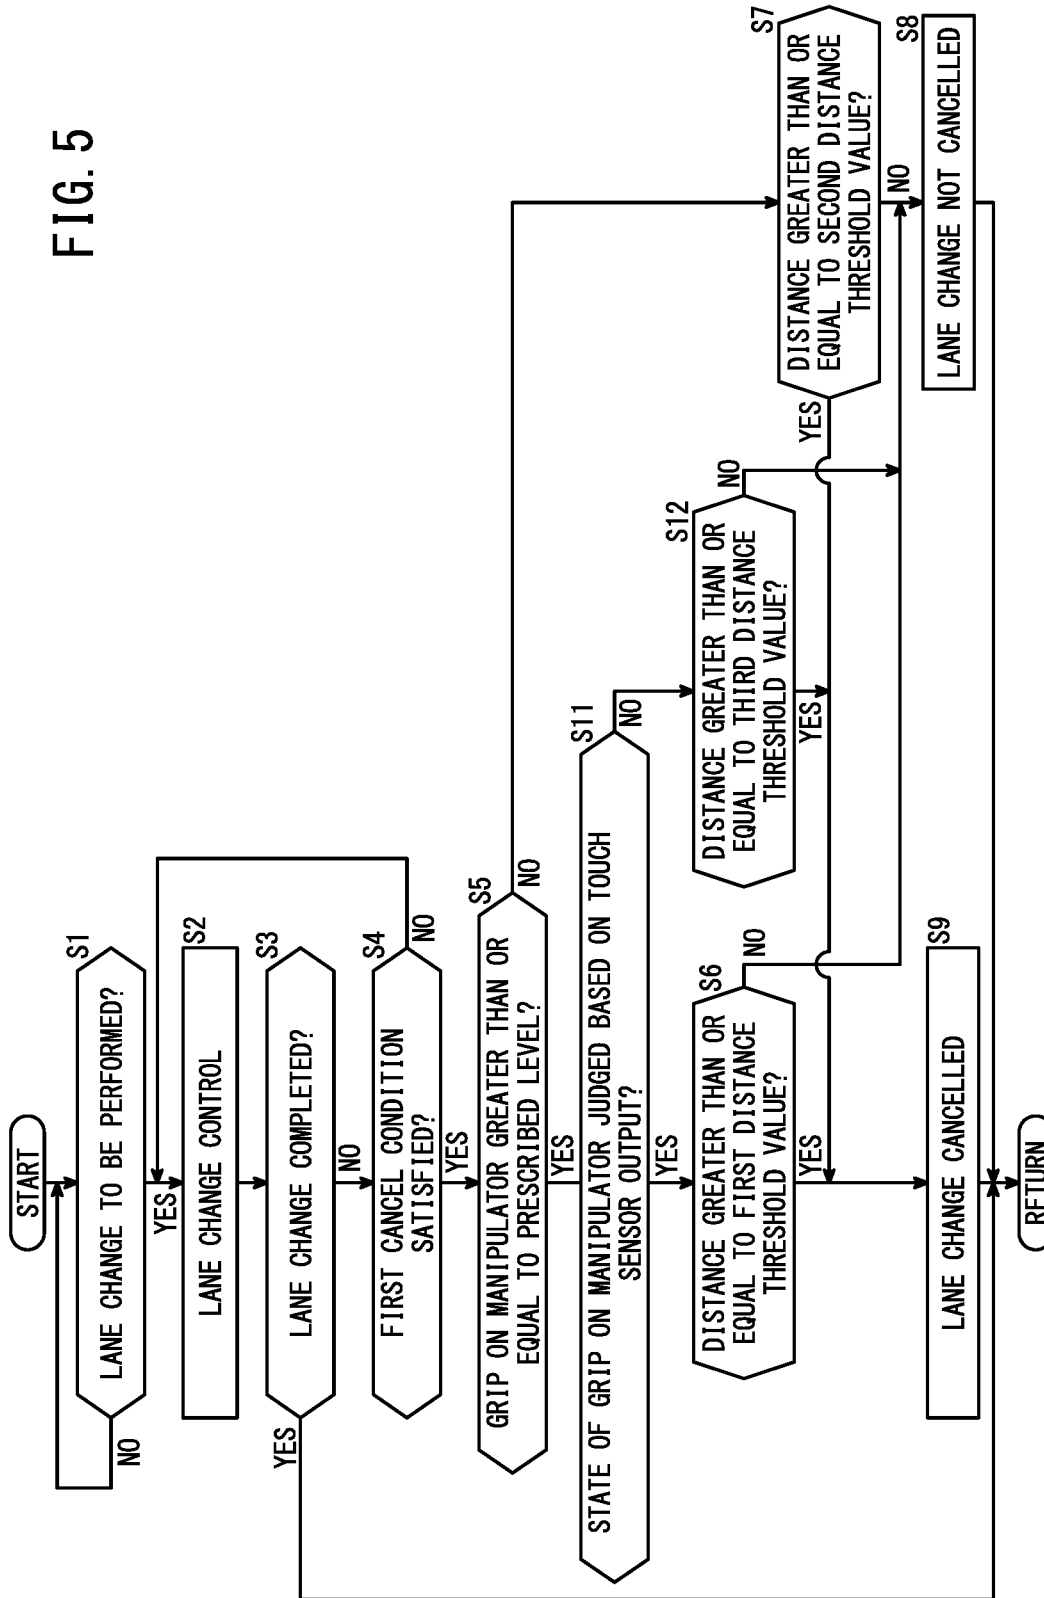 FIG. 5
START
S1
LANE CHANGE TO BE PERFORMED?
NO
YES
S2
LANE CHANGE CONTROL
S3
LANE CHANGE COMPLETED?
YES
NO
S4
FIRST CANCEL CONDITION
SATISFIED?
NO
YES
S5
GRIP ON MANIPULATOR GREATER THAN OR
EQUAL TO PRESCRIBED LEVEL?
NO
YES
S11
STATE OF GRIP ON MANIPULATOR JUDGED BASED ON TOUCH
SENSOR OUTPUT?
NO
YES
S6
DISTANCE GREATER THAN OR
EQUAL TO FIRST DISTANCE
THRESHOLD VALUE?
NO
YES
S12
DISTANCE GREATER THAN OR
EQUAL TO THIRD DISTANCE
THRESHOLD VALUE?
NO
YES
S7
DISTANCE GREATER THAN OR
EQUAL TO SECOND DISTANCE
THRESHOLD VALUE?
YES
NO
S9
LANE CHANGE CANCELLED
S8
LANE CHANGE NOT CANCELLED
RETURN